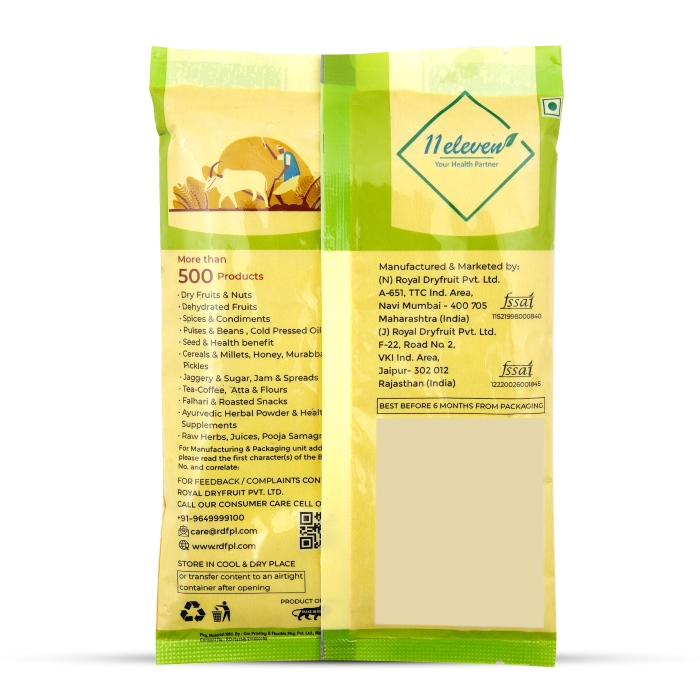 More than
500 Products
· Dry Fruits & Nuts
· Dehydrated Fruits
· Spices & Condiments
· Pulses & Beans , Cold Pressed Oil
· Seed & Health benefit
· Cereals & Millets, Honey, Murabba
Pickles
· Jaggery & Sugar, Jam & Spreads
· Tea-Coffee, Atta & Flours
· Falhari & Roasted Snacks
· Ayurvedic Herbal Powder & Healt
Supplements
· Raw Herbs, Juices, Pooja Samagr
For Manufacturing & Packaging unit add
please read the first character(s) of the B
No. and correlate:
FOR FEEDBACK / COMPLAINTS CON
ROYAL DRYFRUIT PVT. LTD.
CALL OUR CONSUMER CARE CELL O
+91-9649999100
care@rdfpl.com
www.rdfpl.com
STORE IN COOL & DRY PLACE
or transfer content to an airtight
container after opening
PRODUCT O
MAKE IN
11 eleven
Your Health Partner
Manufactured & Marketed by:
(N) Royal Dryfruit Pvt. Ltd.
A-651, TTC Ind. Area,
Navi Mumbai - 400 705
Maharashtra (India)
fssai
11521998000840
(J) Royal Dryfruit Pvt. Ltd.
F-22, Road No. 2,
VKI Ind. Area,
Jaipur- 302 012
Rajasthan (India)
fssai
12220026001845
BEST BEFORE 6 MONTHS FROM PACKAGING